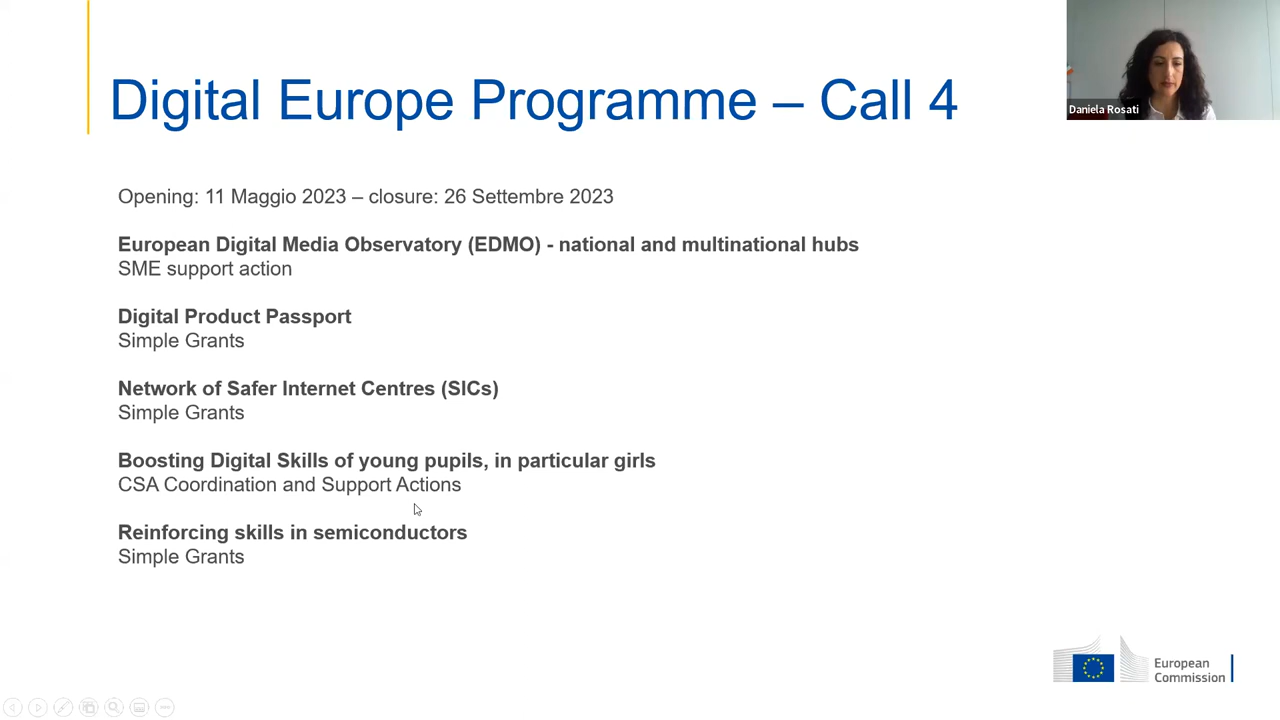 Digital Europe Programme – Call 4
Daniela Rosati
Opening: 11 Maggio 2023 – closure: 26 Settembre 2023
European Digital Media Observatory (EDMO) - national and multinational hubs
SME support action
Digital Product Passport
Simple Grants
Network of Safer Internet Centres (SICs)
Simple Grants
Boosting Digital Skills of young pupils, in particular girls
CSA Coordination and Support Actions
Reinforcing skills in semiconductors
Simple Grants
European
Commission